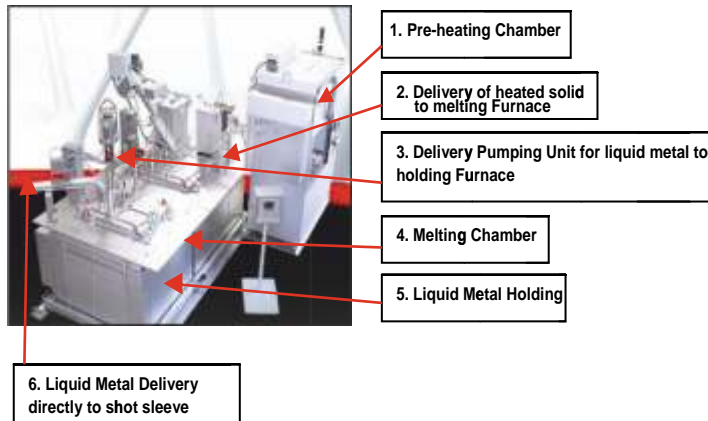 1. Pre-heating Chamber
2. Delivery of heated solid
to melting Furnace
3. Delivery Pumping Unit for liquid metal to
holding Furnace
4. Melting Chamber
5. Liquid Metal Holding
6. Liquid Metal Delivery
directly to shot sleeve